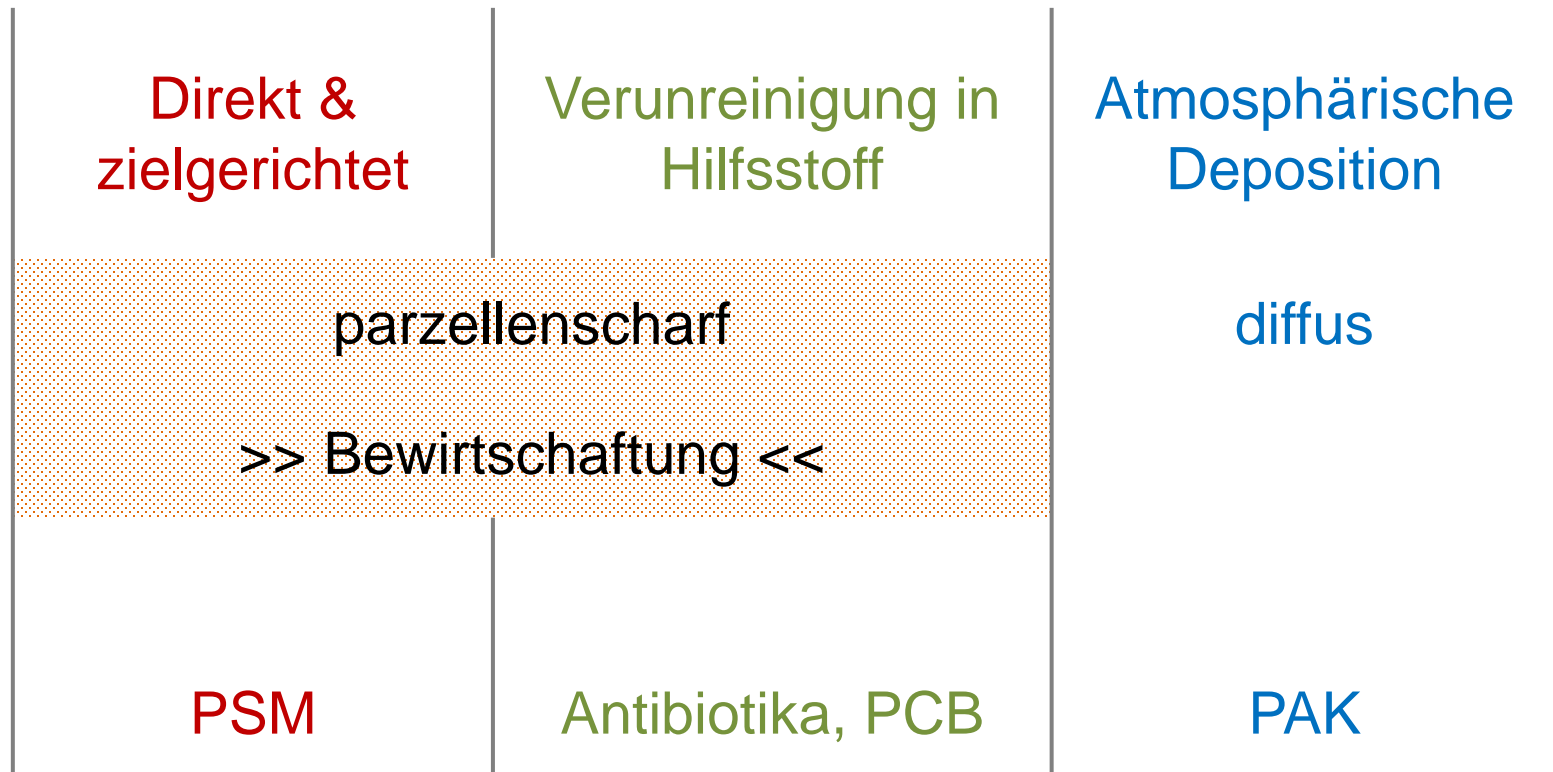 Direkt &
zielgerichtet
Verunreinigung in
Hilfsstoff
Atmosphärische
Deposition
parzellenscharf
diffus
>> Bewirtschaftung <<
PSM
Antibiotika, PCB
PAK